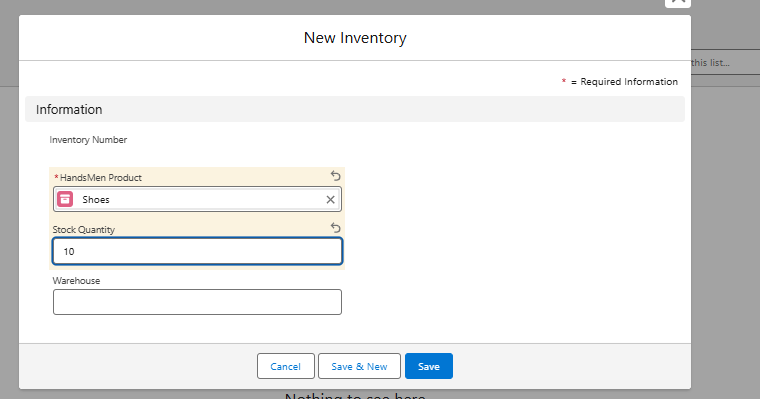 New Inventory
this list...
* = Required Information
Information
Inventory Number
*HandsMen Product
Shoes
Stock Quantity
10
Warehouse
Cancel
Save & New
Save
Nothing to see here